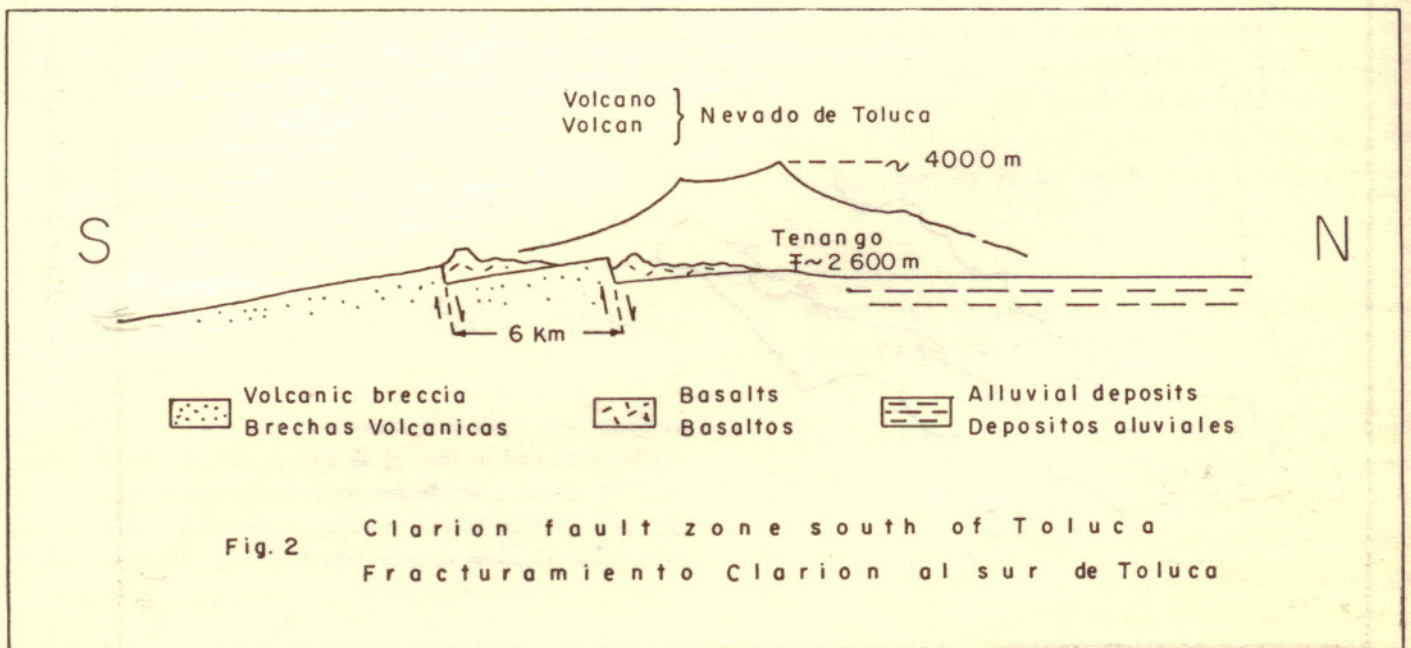 Volcano
Volcan
} Nevado de Toluca
~ 4000 m
S
N
Tenango
~2 600 m
6 Km
Volcanic breccia
Brechas Volcanicas
Basalts
Basaltos
Alluvial deposits
Depositos aluviales
Fig. 2
Clarion fault zone south of Toluca
Fracturamiento Clarion al sur de Toluca